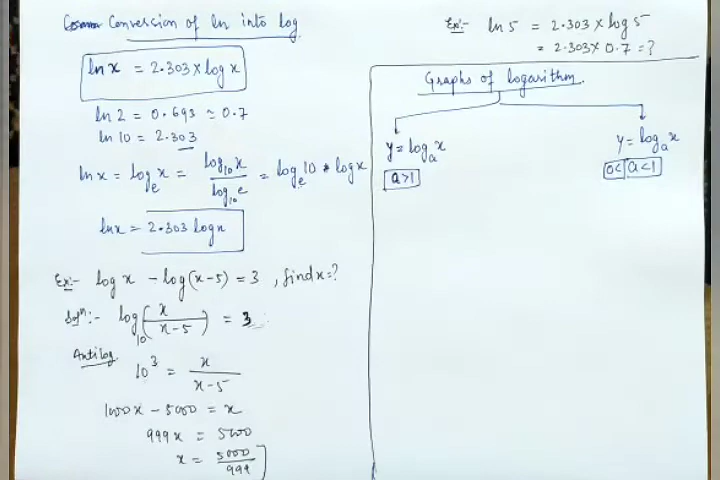 Conversion of ln into log
ln x = 2.303 × log x
ln 2 = 0.693 ≃ 0.7
ln 10 = 2.303
ln x = log_e x = log_10 x / log_10 e = log_e 10 * log x
ln x = 2.303 log x
Ex:- log x - log (x-5) = 3 , find x=?
Sol^n:- log_10 (x / x-5) = 3
Antilog
10^3 = x / x-5
1000x - 5000 = x
999x = 5000
x = 5000 / 999
Ex:- ln 5 = 2.303 × log 5
= 2.303 × 0.7 = ?
Graphs of logarithm.
y = log_a x
a>1
y = log_a x
0< a<1